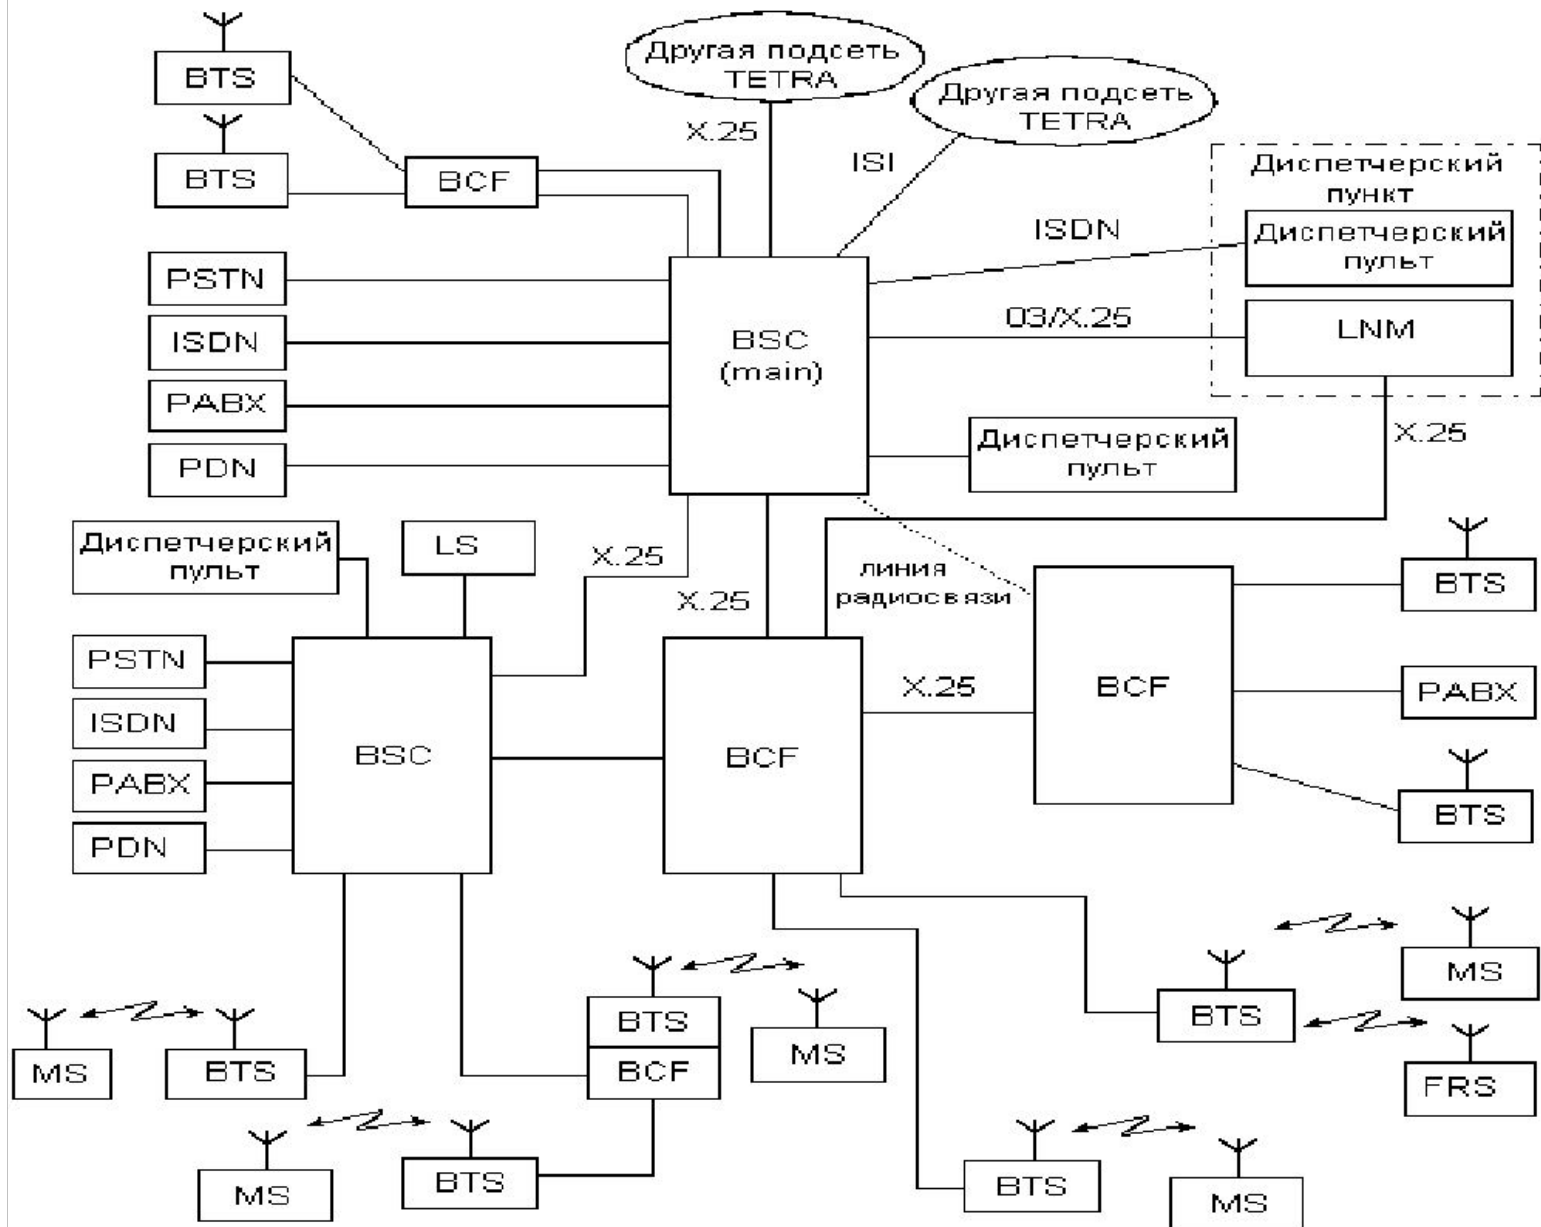 BTS
Другая подсеть
TETRA
Другая подсеть
TETRA
X.25
BTS
BCF
ISI
Диспетчерский
пункт
ISDN
Диспетчерский
пульт
PSTN
ISDN
PABX
PDN
BSC
(main)
03/X.25
LNM
X.25
Диспетчерский
пульт
Диспетчерский
пульт
LS
X.25
X.25
линия
радиосвязи
BTS
PSTN
ISDN
PABX
PDN
BSC
BCF
X.25
BCF
PABX
BTS
MS
BTS
BTS
BCF
MS
BTS
MS
FRS
MS
BTS
BTS
MS